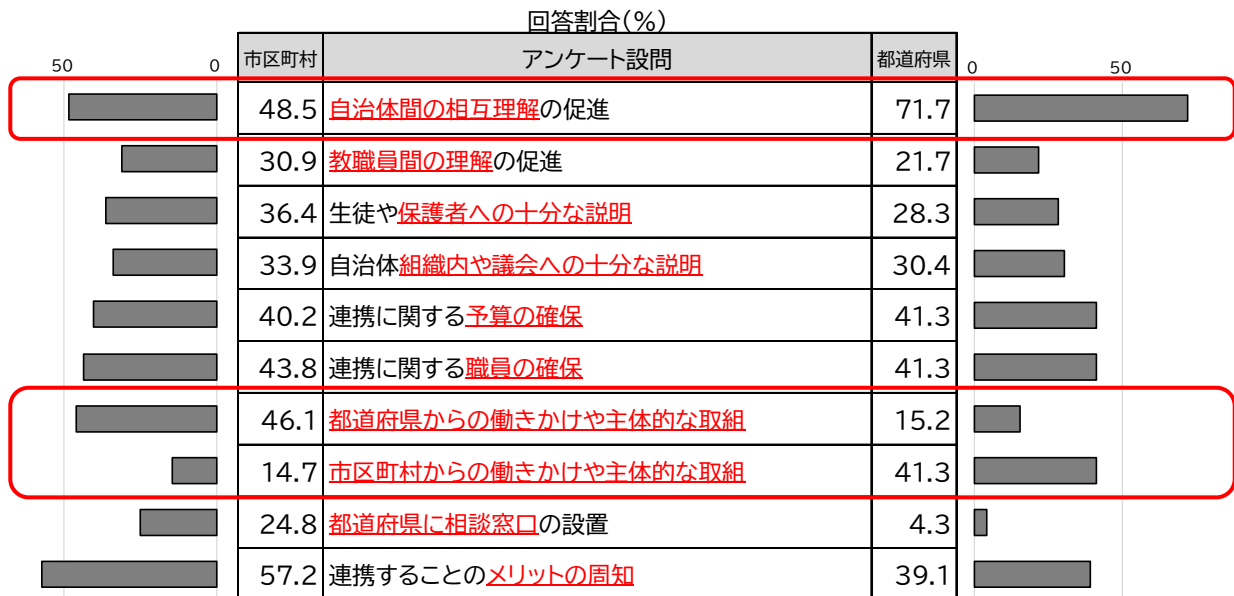 回答割合(%)
50 0 市区町村 アンケート設問 都道府県 0 50
48.5 自治体間の相互理解の促進 71.7
30.9 教職員間の理解の促進 21.7
36.4 生徒や保護者への十分な説明 28.3
33.9 自治体組織内や議会への十分な説明 30.4
40.2 連携に関する予算の確保 41.3
43.8 連携に関する職員の確保 41.3
46.1 都道府県からの働きかけや主体的な取組 15.2
14.7 市区町村からの働きかけや主体的な取組 41.3
24.8 都道府県に相談窓口の設置 4.3
57.2 連携することのメリットの周知 39.1